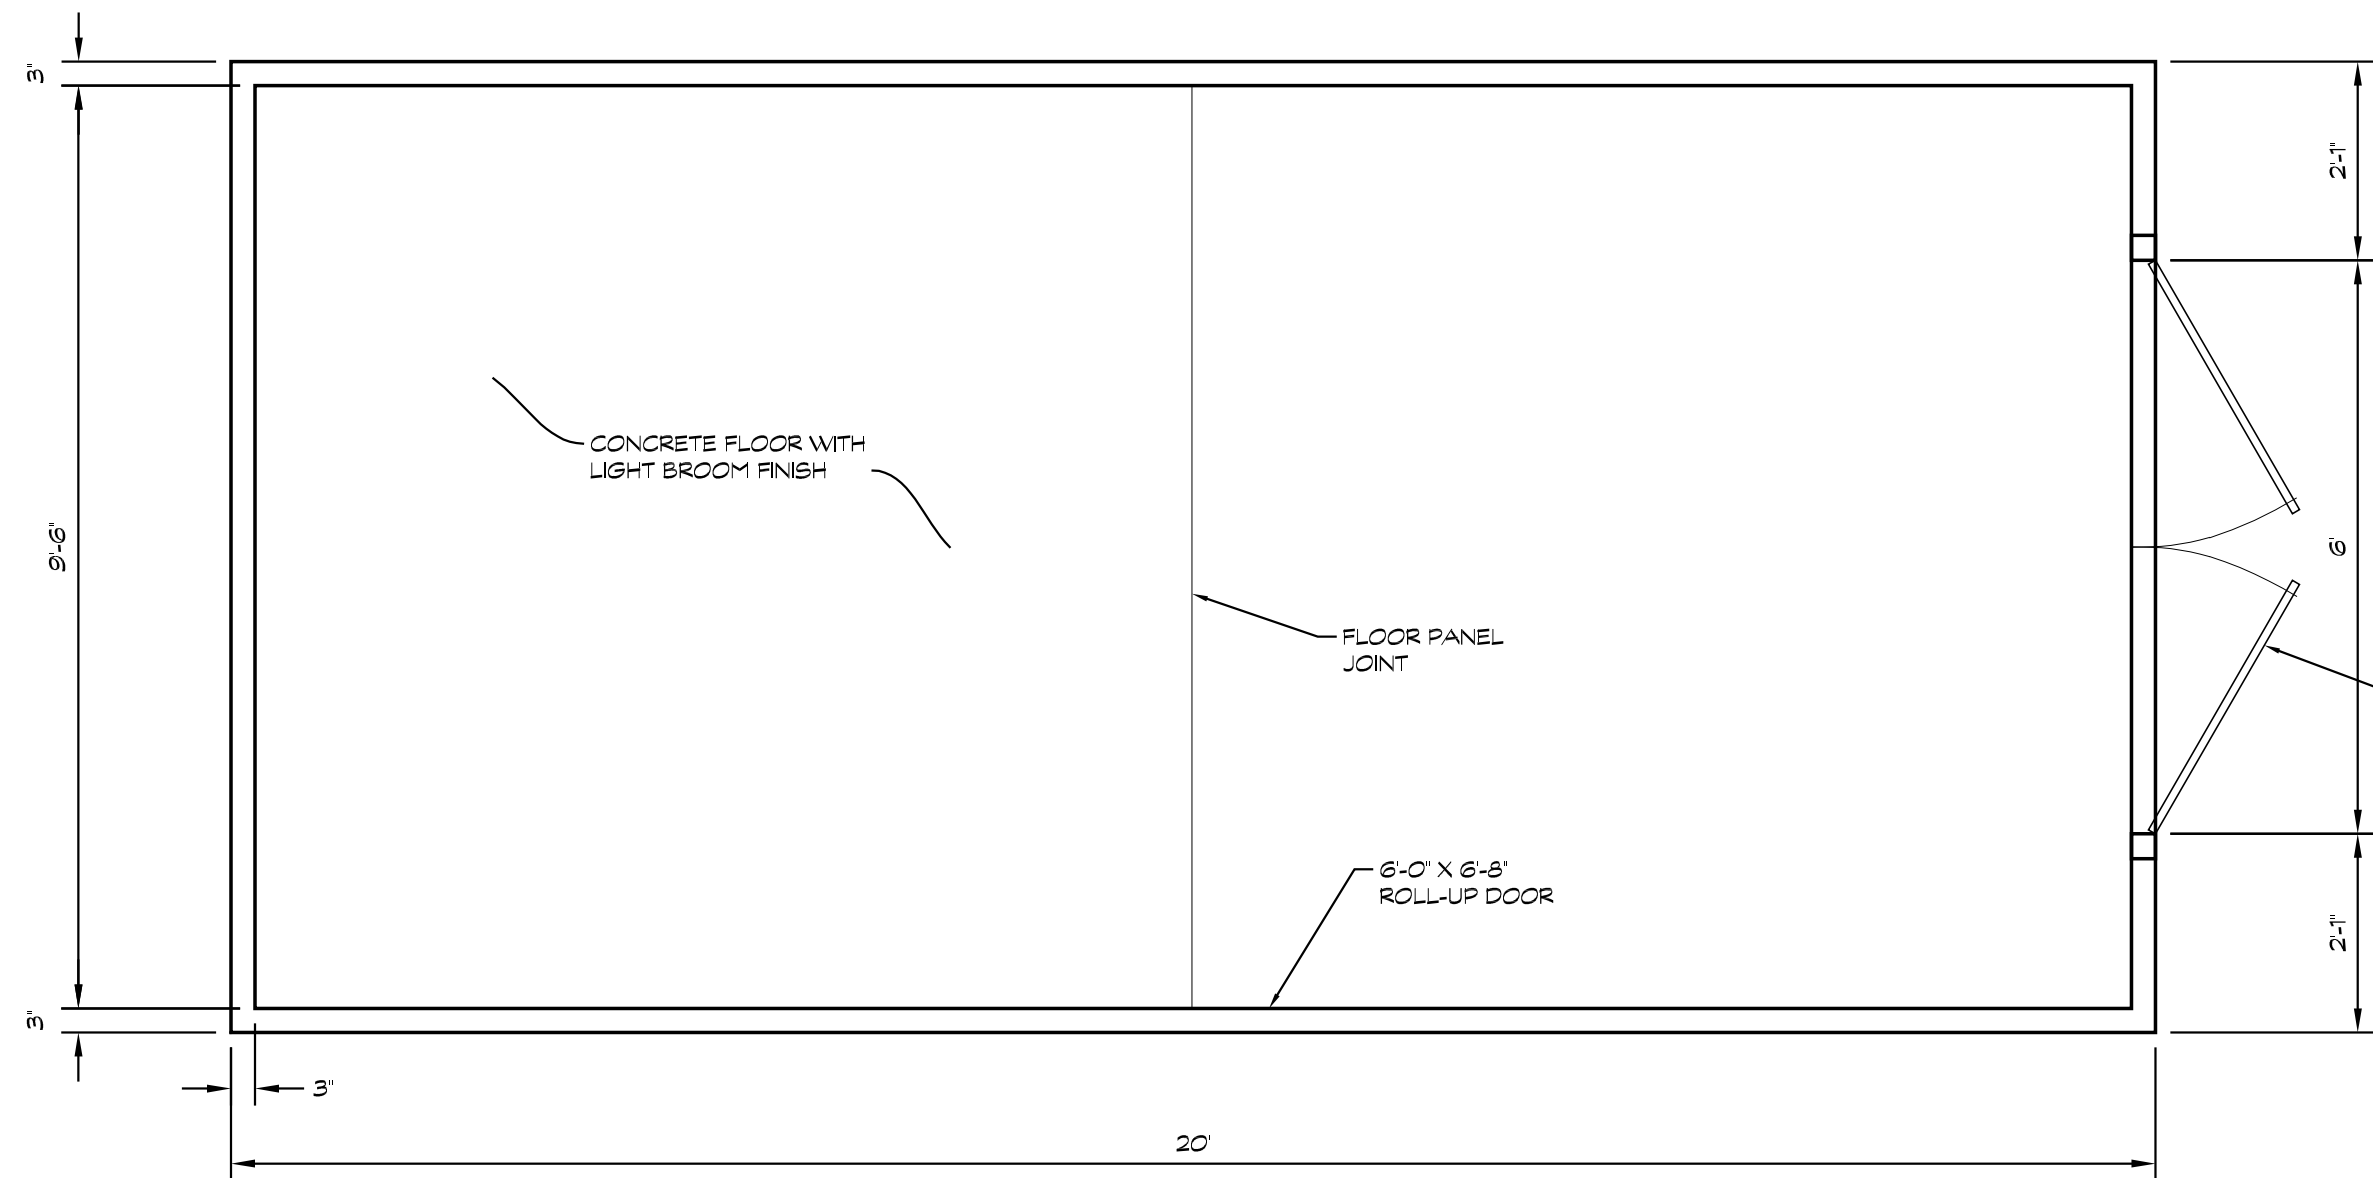 3"
2'-1"
CONCRETE FLOOR WITH
LIGHT BROOM FINISH
9'-6"
6'
FLOOR PANEL
JOINT
6'-0" X 6'-8"
ROLL-UP DOOR
2'-1"
3"
3"
20'